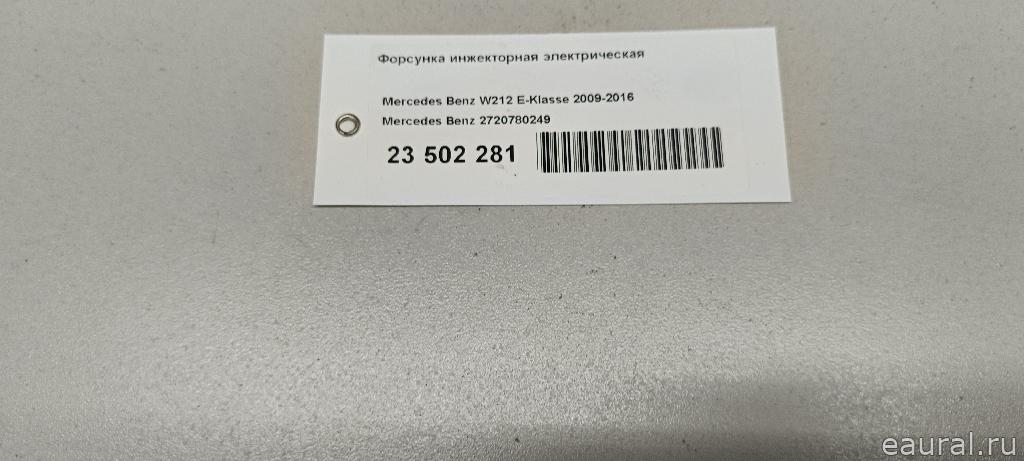 Форсунка инжекторная электрическая
Mercedes Benz W212 E-Klasse 2009-2016
Mercedes Benz 2720780249
23 502 281
eaural.ru